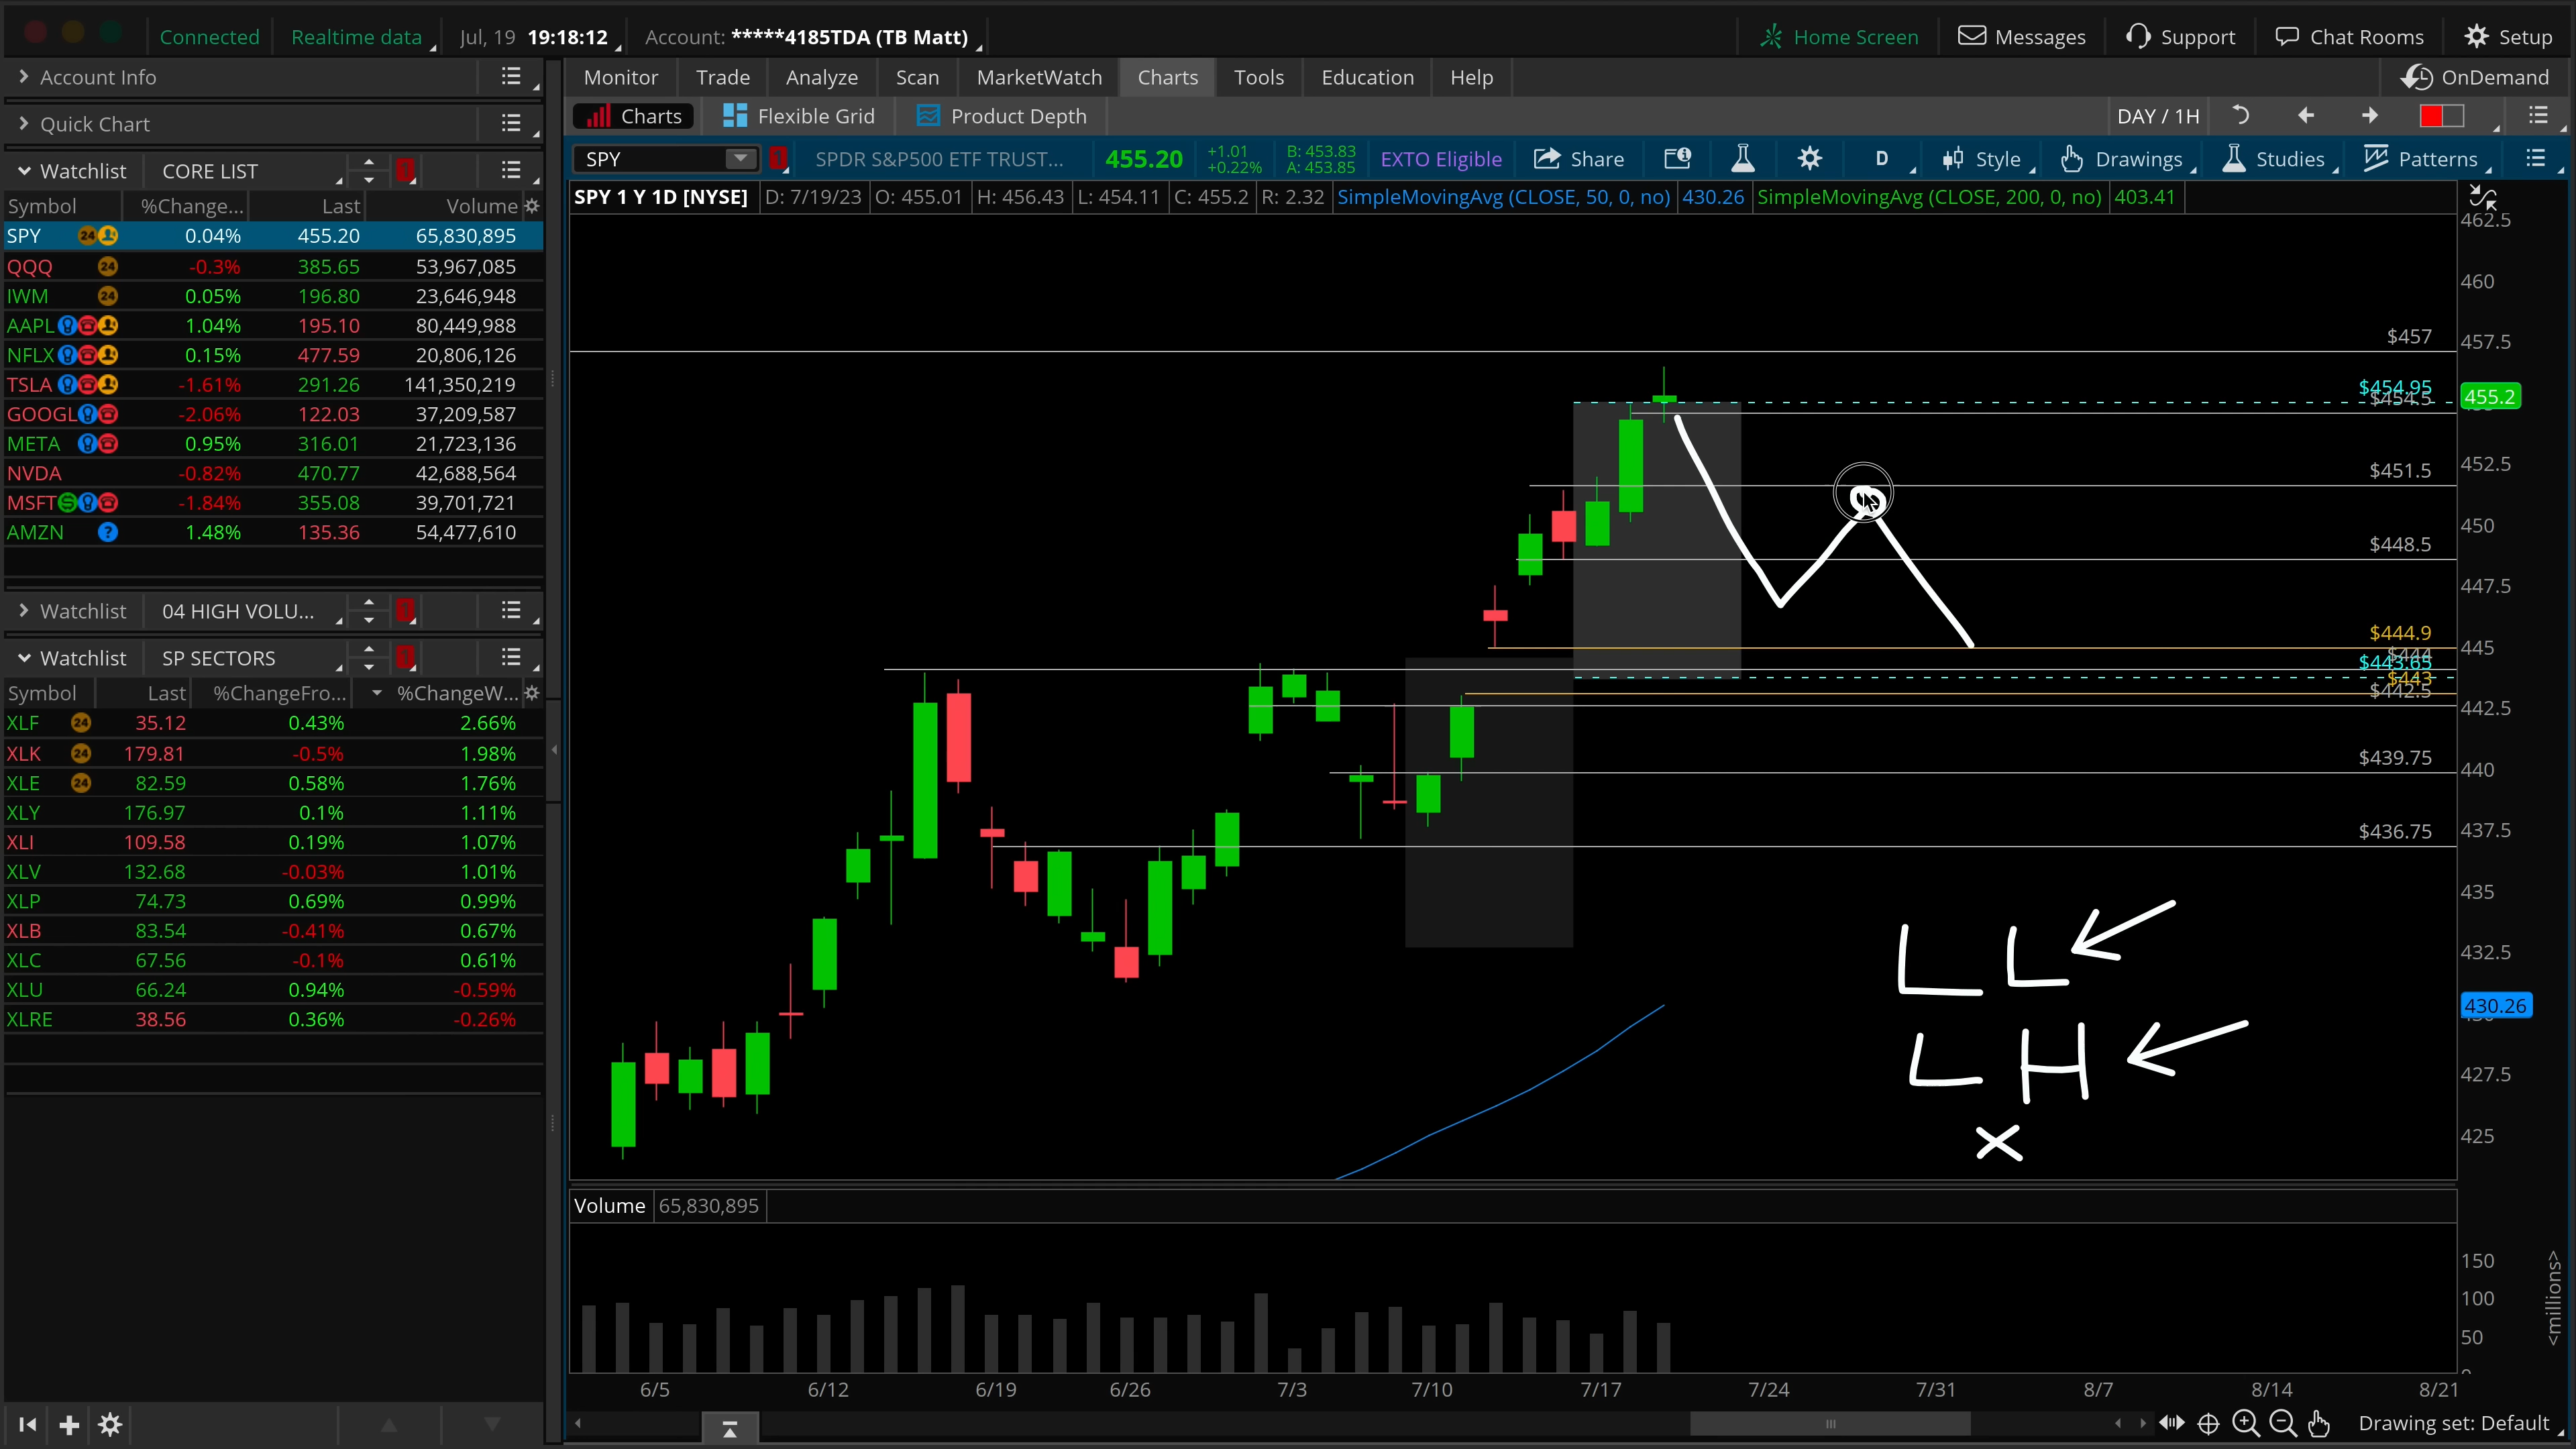 Connected Realtime data Jul, 19 19:18:12 Account: *****4185TDA (TB Matt) Home Screen Messages Support Chat Rooms Setup
Account Info
Monitor Trade Analyze Scan MarketWatch Charts Tools Education Help OnDemand
Quick Chart
Charts Flexible Grid Product Depth DAY / 1H
Watchlist CORE LIST
SPY SPDR S&P500 ETF TRUST... 455.20 +1.01 +0.22% B: 453.83 A: 453.85 EXTO Eligible Share D Style Drawings Studies Patterns
SPY 1 Y 1D [NYSE] D: 7/19/23 O: 455.01 H: 456.43 L: 454.11 C: 455.2 R: 2.32 SimpleMovingAvg (CLOSE, 50, 0, no) 430.26 SimpleMovingAvg (CLOSE, 200, 0, no) 403.41
Symbol %Change... Last Volume
SPY 24 0.04% 455.20 65,830,895
QQQ 24 -0.3% 385.65 53,967,085
IWM 24 0.05% 196.80 23,646,948
AAPL 1.04% 195.10 80,449,988
NFLX 0.15% 477.59 20,806,126
TSLA -1.61% 291.26 141,350,219
GOOGL -2.06% 122.03 37,209,587
META 0.95% 316.01 21,723,136
NVDA -0.82% 470.77 42,688,564
MSFT -1.84% 355.08 39,701,721
AMZN ? 1.48% 135.36 54,477,610
Watchlist 04 HIGH VOLU...
Watchlist SP SECTORS
Symbol Last %ChangeFro... %ChangeW...
XLF 24 35.12 0.43% 2.66%
XLK 24 179.81 -0.5% 1.98%
XLE 24 82.59 0.58% 1.76%
XLY 176.97 0.1% 1.11%
XLI 109.58 0.19% 1.07%
XLV 132.68 -0.03% 1.01%
XLP 74.73 0.69% 0.99%
XLB 83.54 -0.41% 0.67%
XLC 67.56 -0.1% 0.61%
XLU 66.24 0.94% -0.59%
XLRE 38.56 0.36% -0.26%
462.5
460
$457
457.5
$454.95
$454.5
455.2
$451.5
452.5
450
$448.5
447.5
$444.9
445
$444
$443.65
$443
$442.5
442.5
$439.75
440
$436.75
437.5
435
432.5
430.26
427.5
425
L L
L H
X
Volume 65,830,895
150
100
50
<millions>
6/5 6/12 6/19 6/26 7/3 7/10 7/17 7/24 7/31 8/7 8/14 8/21
Drawing set: Default